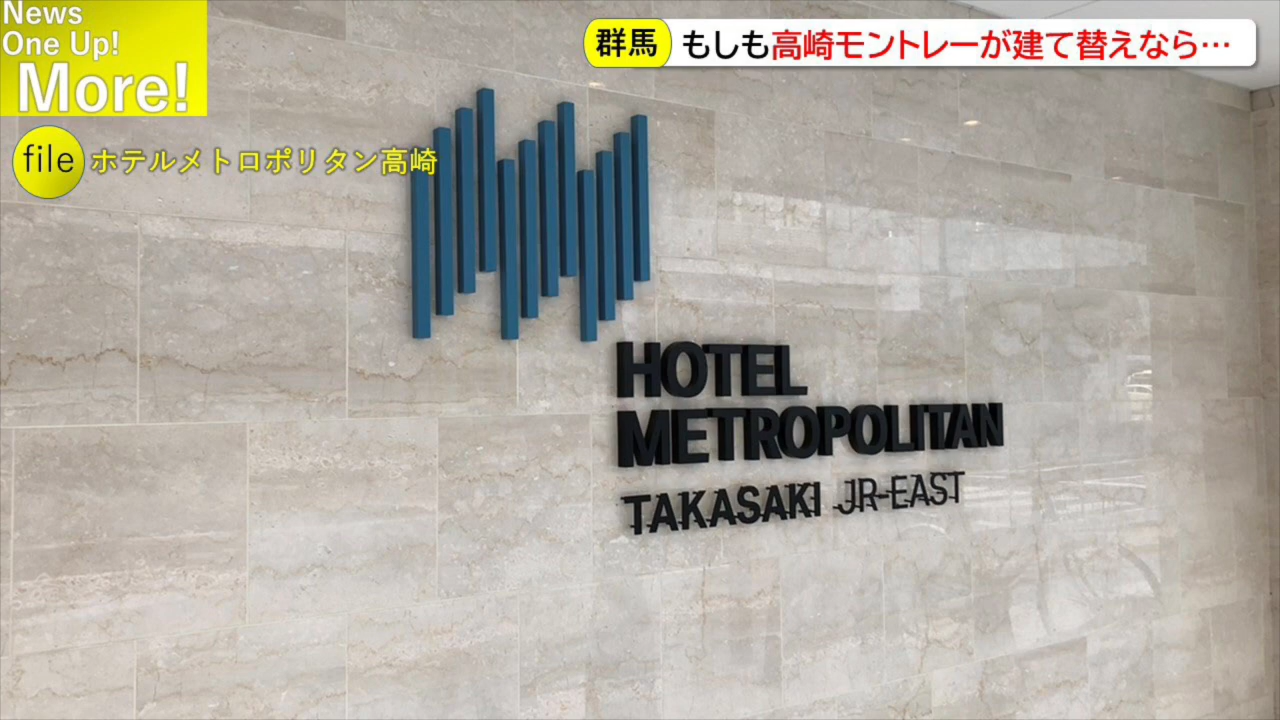 News
One Up!
More!
群馬 もしも高崎モントレーが建て替えなら…
file ホテルメトロポリタン高崎
HOTEL
METROPOLITAN
TAKASAKI JR-EAST